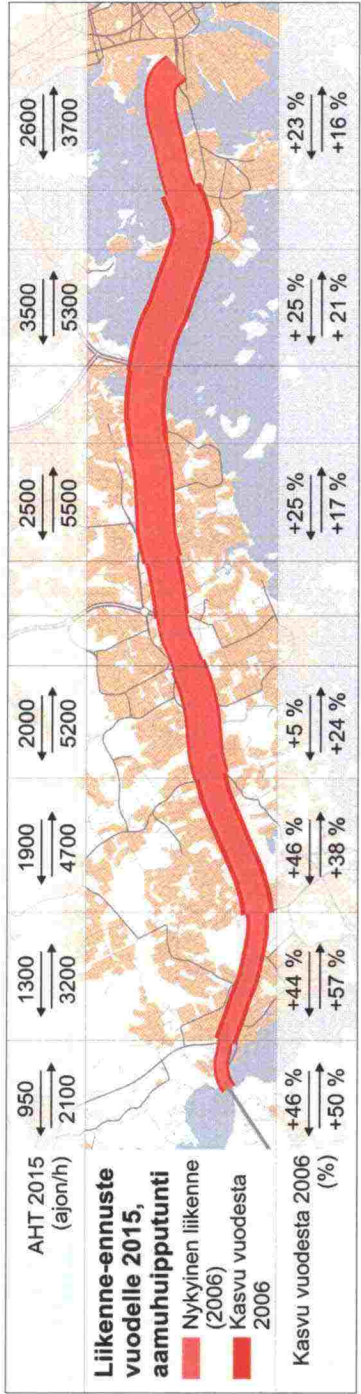 AHT 2015
(ajon/h)
950
2100
1300
3200
1900
4700
2000
5200
2500
5500
3500
5300
2600
3700
Liikenne-ennuste
vuodelle 2015,
aamuhuipputunti
Nykyinen liikenne
(2006)
Kasvu vuodesta
2006
Kasvu vuodesta 2006
(%)
+46 %
+50 %
+44 %
+57 %
+46 %
+38 %
+5 %
+24 %
+25 %
+17 %
+ 25 %
+ 21 %
+23 %
+16 %